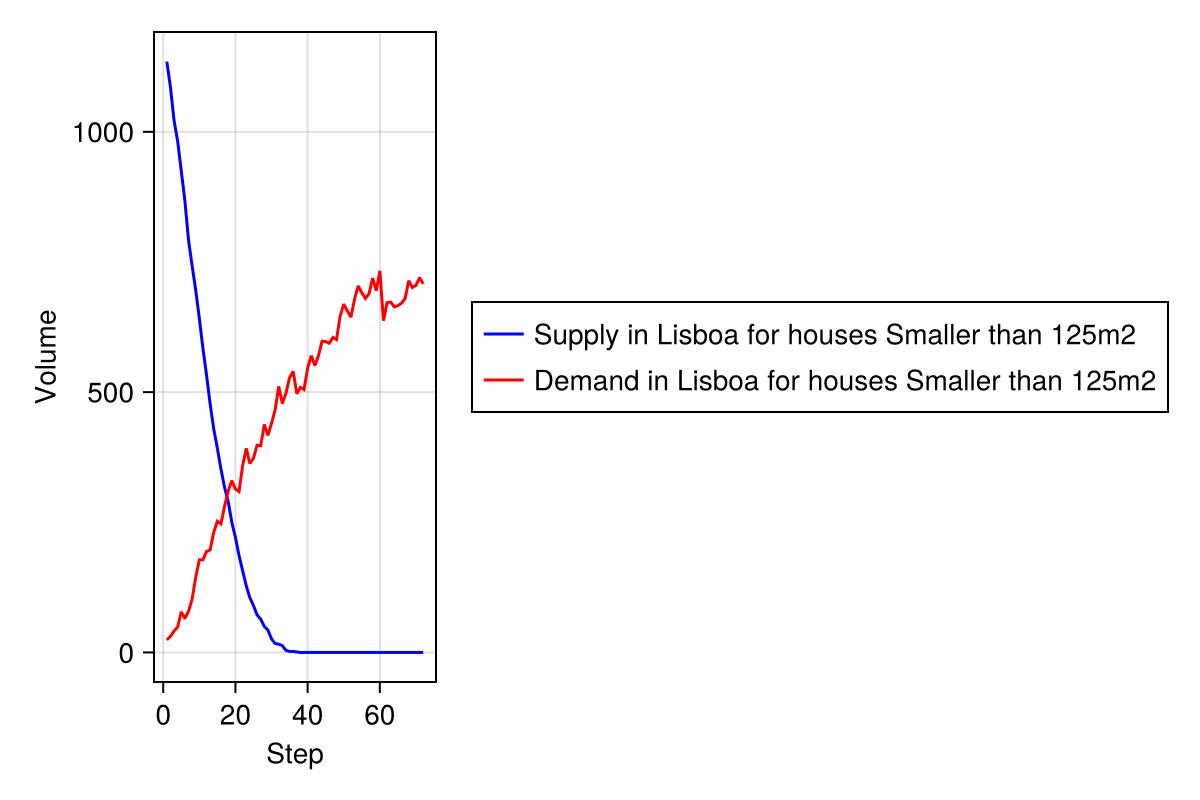 1000
500
0
Volume
0 20 40 60
Step
Supply in Lisboa for houses Smaller than 125m2
Demand in Lisboa for houses Smaller than 125m2